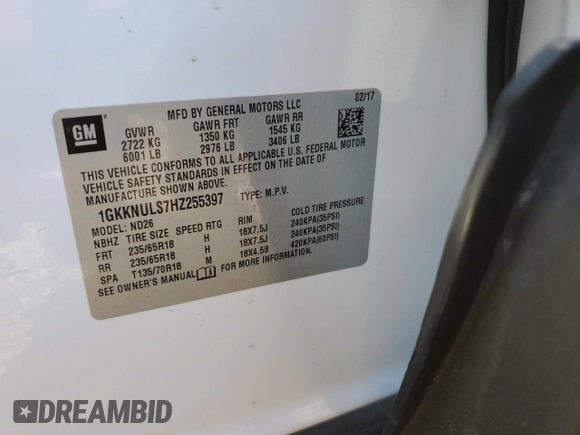 GM
MFD BY GENERAL MOTORS LLC 02/17
GVWR GAWR FRT GAWR RR
2722 KG 1350 KG 1545 KG
6001 LB 2976 LB 3406 LB
THIS VEHICLE CONFORMS TO ALL APPLICABLE U.S. FEDERAL MOTOR
VEHICLE SAFETY STANDARDS IN EFFECT ON THE DATE OF
MANUFACTURE SHOWN ABOVE.
1GKKNULS7HZ255397 TYPE: M.P.V.
MODEL: ND26
NBHZ TIRE SIZE SPEED RTG RIM COLD TIRE PRESSURE
FRT 235/65R18 H 18X7.5J 240KPA(35PSI)
RR 235/65R18 H 18X7.5J 240KPA(35PSI)
SPA T135/70R18 M 18X4.5B 420KPA(60PSI)
SEE OWNER'S MANUAL FOR MORE INFORMATION.
DREAMBID